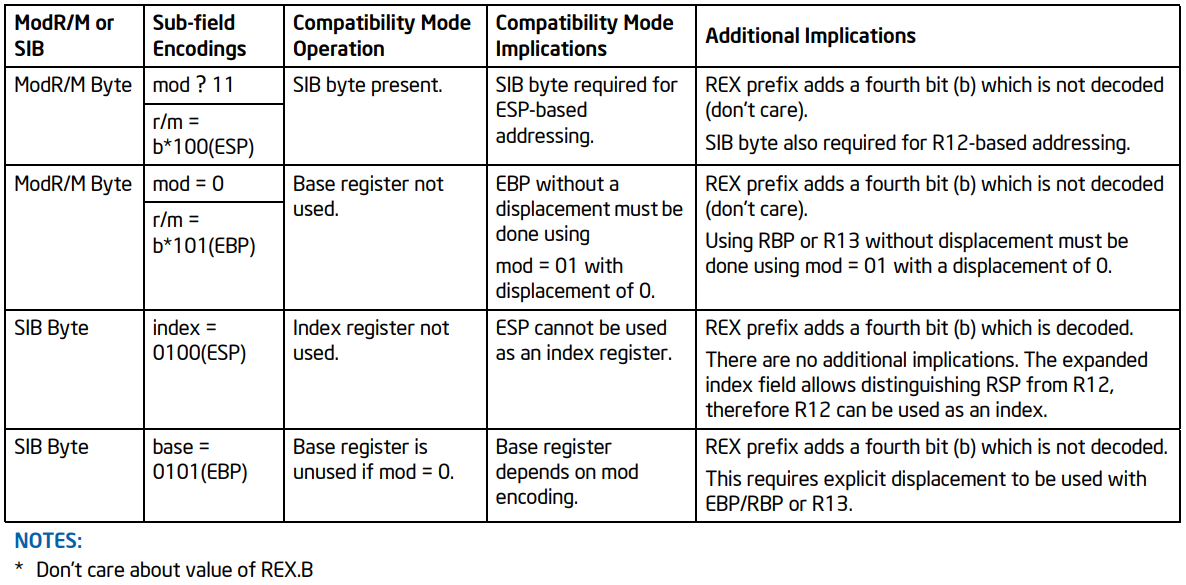 ModR/M or
SIB
Sub-field
Encodings
Compatibility Mode
Operation
Compatibility Mode
Implications
Additional Implications
ModR/M Byte
mod ? 11
r/m =
b*100(ESP)
SIB byte present.
SIB byte required for
ESP-based
addressing.
REX prefix adds a fourth bit (b) which is not decoded
(don't care).
SIB byte also required for R12-based addressing.
ModR/M Byte
mod = 0
r/m =
b*101(EBP)
Base register not
used.
EBP without a
displacement must be
done using
mod = 01 with
displacement of 0.
REX prefix adds a fourth bit (b) which is not decoded
(don't care).
Using RBP or R13 without displacement must be
done using mod = 01 with a displacement of 0.
SIB Byte
index =
0100(ESP)
Index register not
used.
ESP cannot be used
as an index register.
REX prefix adds a fourth bit (b) which is decoded.
There are no additional implications. The expanded
index field allows distinguishing RSP from R12,
therefore R12 can be used as an index.
SIB Byte
base =
0101(EBP)
Base register is
unused if mod = 0.
Base register
depends on mod
encoding.
REX prefix adds a fourth bit (b) which is not decoded.
This requires explicit displacement to be used with
EBP/RBP or R13.
NOTES:
* Don't care about value of REX.B